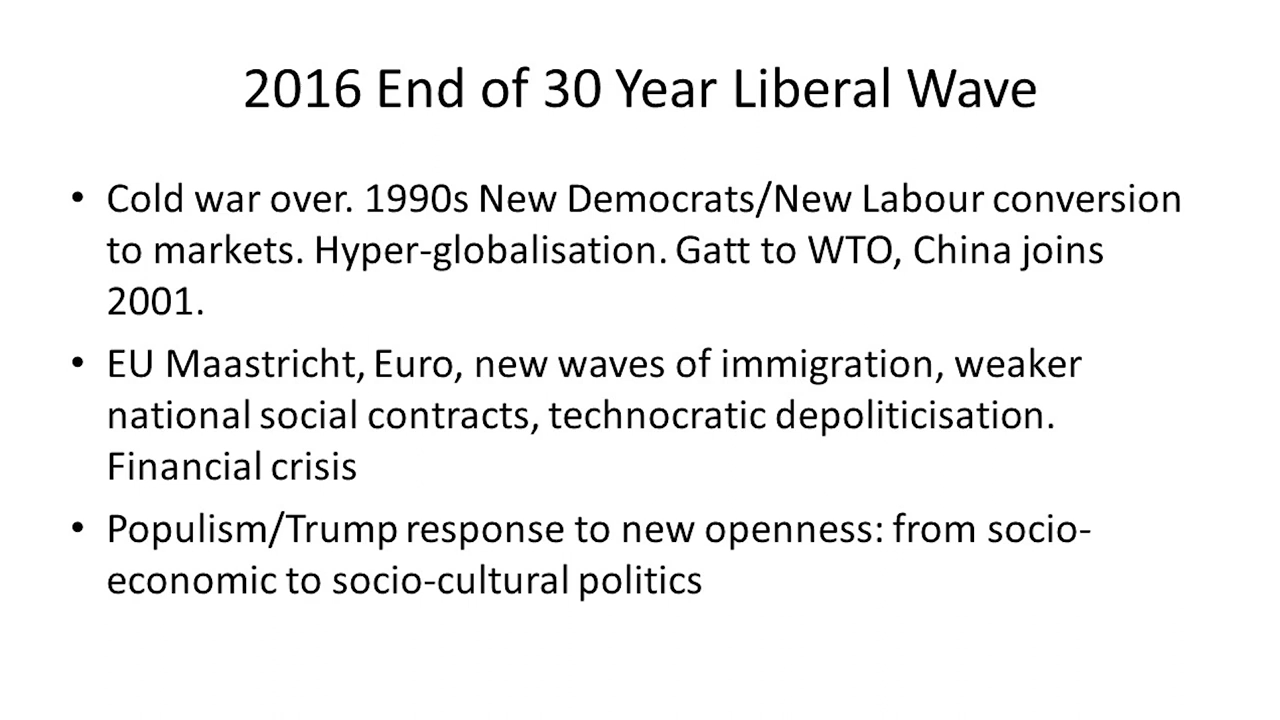 2016 End of 30 Year Liberal Wave
• Cold war over. 1990s New Democrats/New Labour conversion
to markets. Hyper-globalisation. Gatt to WTO, China joins
2001.
• EU Maastricht, Euro, new waves of immigration, weaker
national social contracts, technocratic depoliticisation.
Financial crisis
• Populism/Trump response to new openness: from socio-
economic to socio-cultural politics